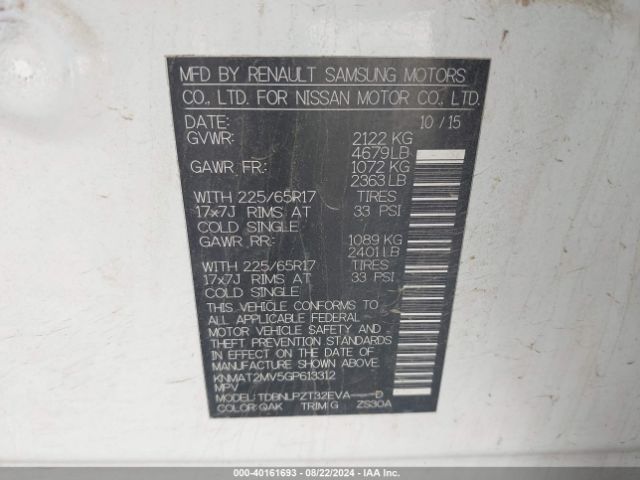 MFD BY RENAULT SAMSUNG MOTORS
CO., LTD. FOR NISSAN MOTOR CO., LTD.
DATE: 10 / 15
GVWR: 2122 KG
4679 LB
GAWR FR: 1072 KG
2363 LB
WITH 225/65R17 TIRES
17x7J RIMS AT 33 PSI
COLD SINGLE
GAWR RR: 1089 KG
2401 LB
WITH 225/65R17 TIRES
17x7J RIMS AT 33 PSI
COLD SINGLE
THIS VEHICLE CONFORMS TO
ALL APPLICABLE FEDERAL
MOTOR VEHICLE SAFETY AND
THEFT PREVENTION STANDARDS
IN EFFECT ON THE DATE OF
MANUFACTURE SHOWN ABOVE.
KNMAT2MV5GP613312
MPV
MODEL: TDBNLPZT32EVA-----D
COLOR: QAK TRIM: G ZS30A
000-40161693 - 08/22/2024 - IAA Inc.